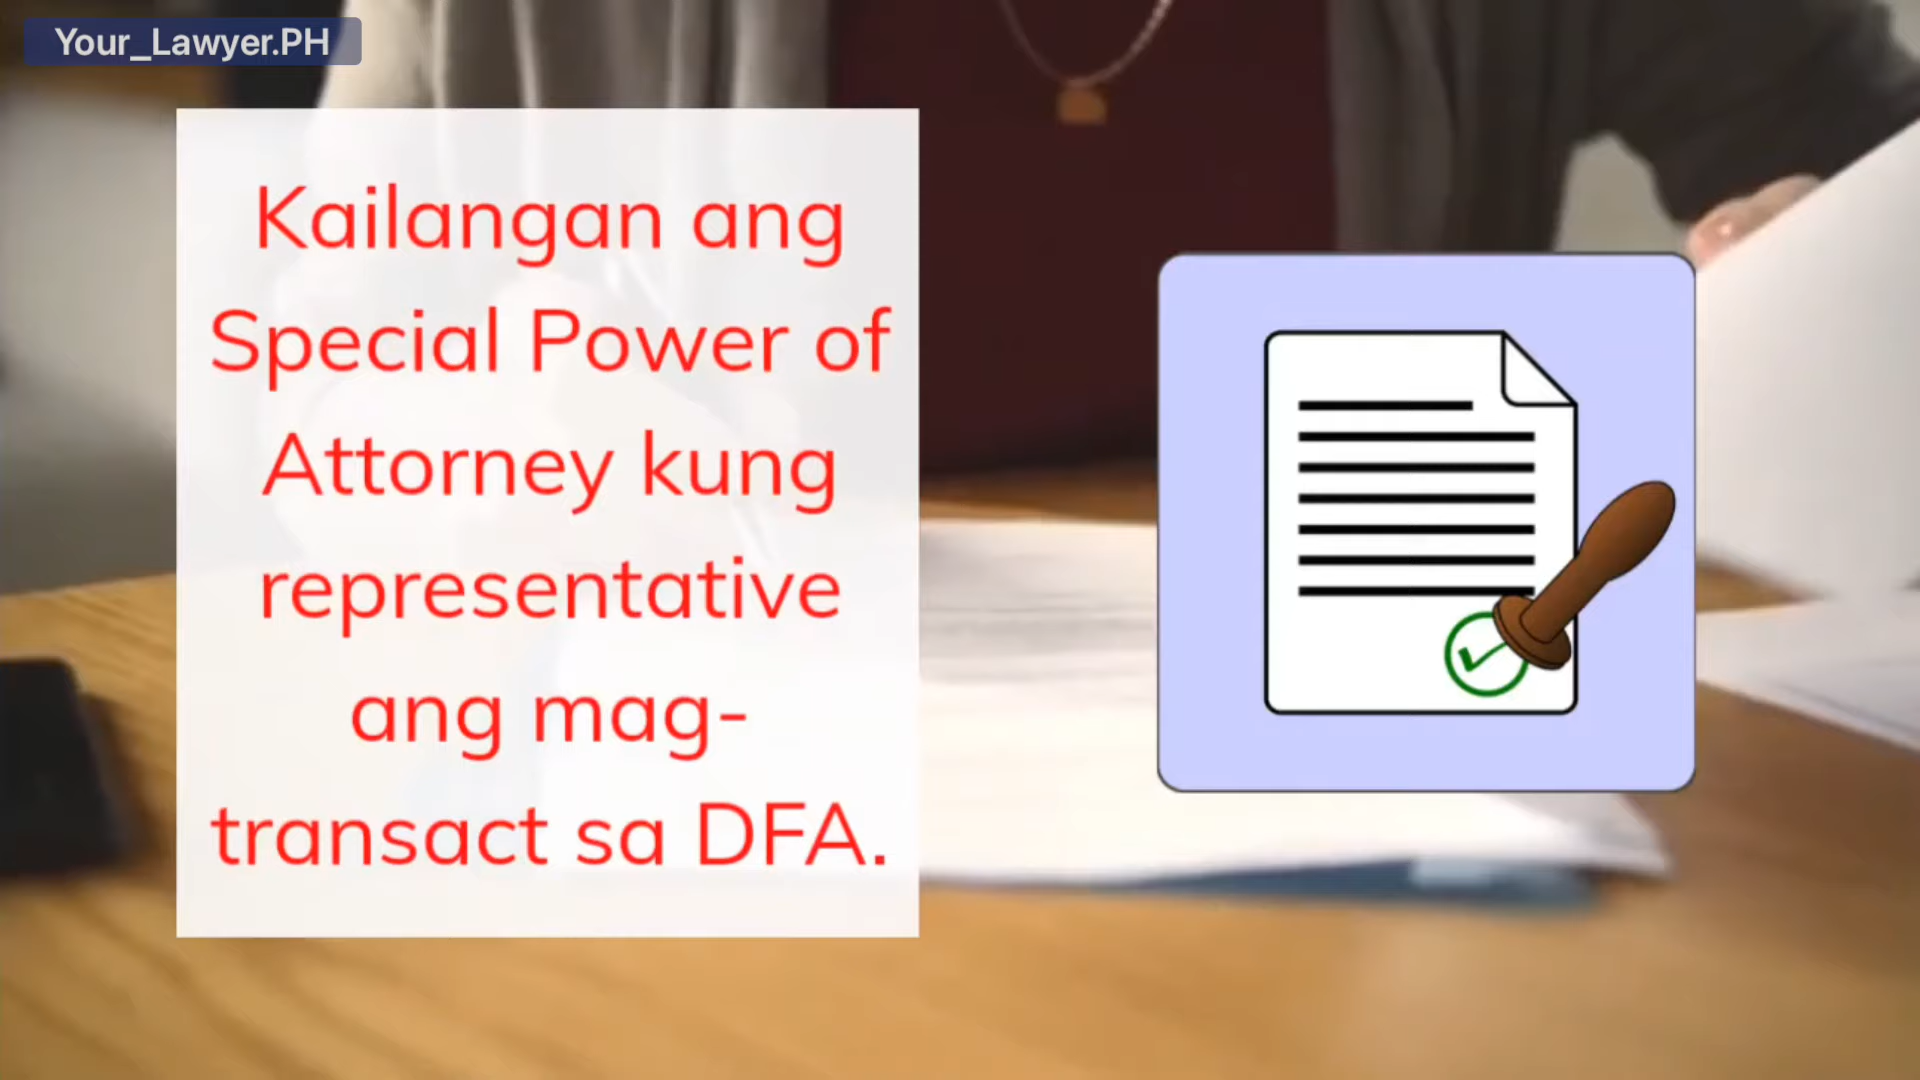 Your_Lawyer.PH
Kailangan ang
Special Power of
Attorney kung
representative
ang mag-
transact sa DFA.